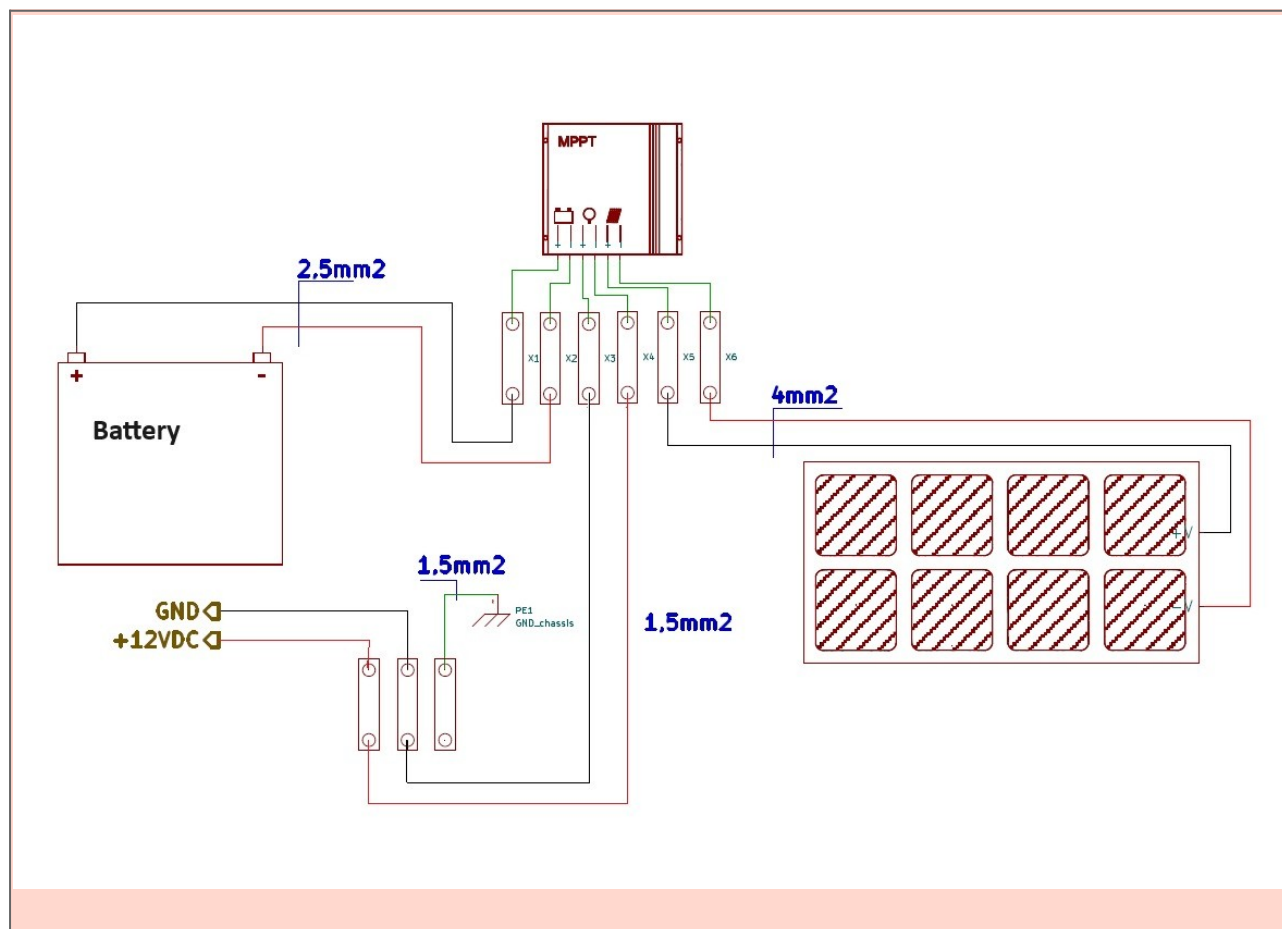 MPPT
+ - + - + -
2,5mm2
X1 X2 X3 X4 X5 X6
+ -
Battery
4mm2
+V
-V
1,5mm2
GND
PE1
GND_chassis
1,5mm2
+12VDC